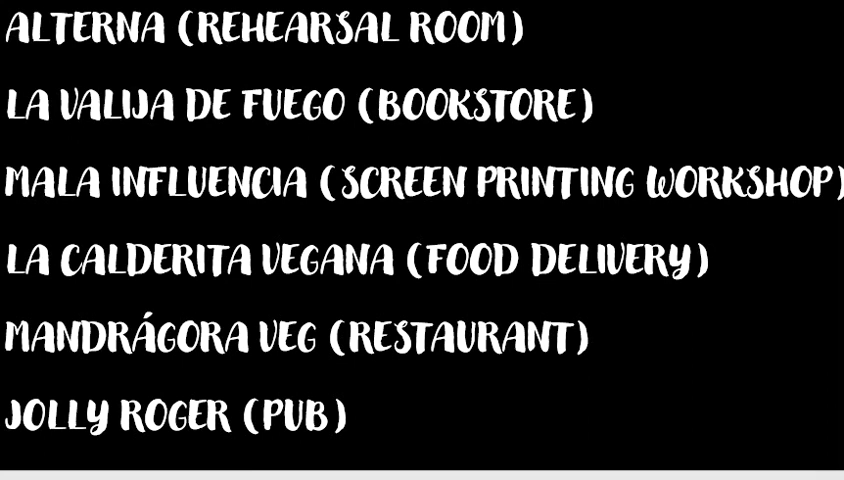 ALTERNA (REHEARSAL ROOM)
LA VALIJA DE FUEGO (BOOKSTORE)
MALA INFLUENCIA (SCREEN PRINTING WORKSHOP)
LA CALDERITA VEGANA (FOOD DELIVERY)
MANDRÁGORA VEG (RESTAURANT)
JOLLY ROGER (PUB)